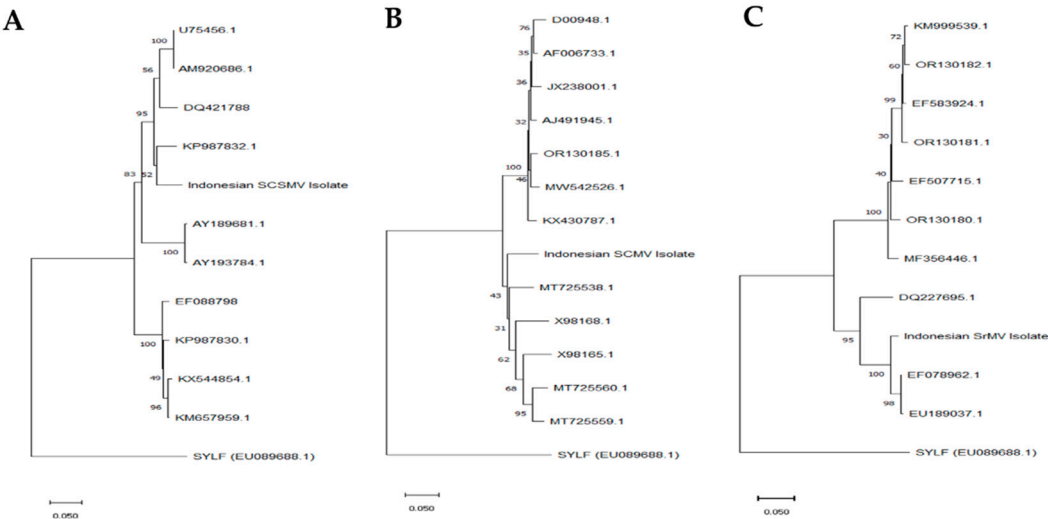 A
U75456.1
100
AM920686.1
56
DQ421788
95
KP987832.1
83
52
Indonesian SCSMV Isolate
AY189681.1
100
AY193784.1
EF088798
100
KP987830.1
49
KX544854.1
96
KM657959.1
SYLF (EU089688.1)
0.050
B
D00948.1
76
35
AF006733.1
36
JX238001.1
32
AJ491945.1
OR130185.1
100
46
MW542526.1
KX430787.1
Indonesian SCMV Isolate
43
MT725538.1
31
X98168.1
62
X98165.1
68
MT725560.1
95
MT725559.1
SYLF (EU089688.1)
0.050
C
KM999539.1
72
60
OR130182.1
99
EF583924.1
30
OR130181.1
40
EF507715.1
100
OR130180.1
MF356446.1
DQ227695.1
95
Indonesian SrMV Isolate
100
EF078962.1
98
EU189037.1
SYLF (EU089688.1)
0.050